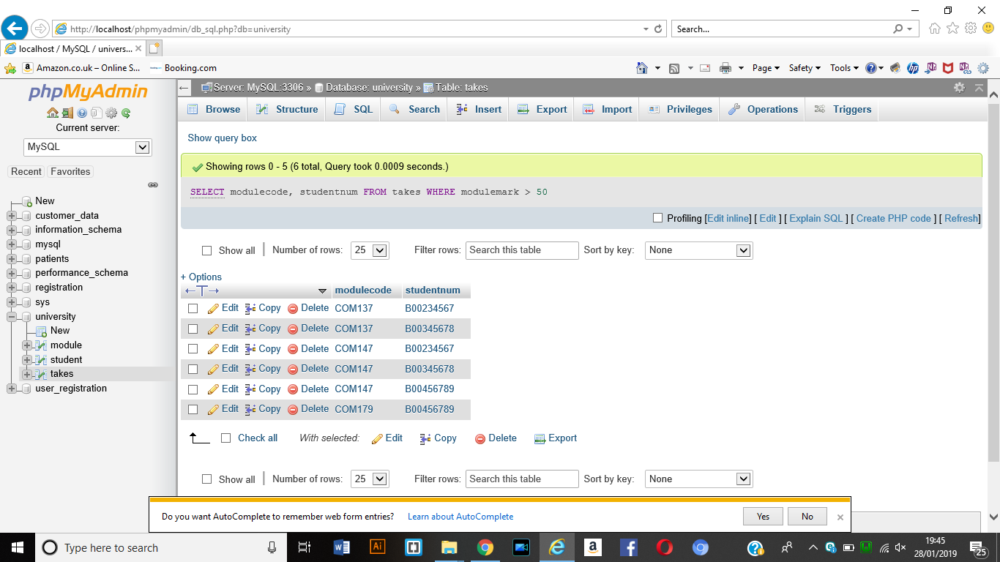 http://localhost/phpmyadmin/db_sql.php?db=university
Search...
localhost / MySQL / univers...
Amazon.co.uk – Online S...
Booking.com
Page
Safety
Tools
phpMyAdmin
Current server:
MySQL
Recent
Favorites
New
customer_data
information_schema
mysql
patients
performance_schema
registration
sys
university
New
module
student
takes
user_registration
Server: MySQL:3306 » Database: university » Table: takes
Browse Structure SQL Search Insert Export Import Privileges Operations Triggers
Show query box
Showing rows 0 - 5 (6 total, Query took 0.0009 seconds.)
SELECT modulecode, studentnum FROM takes WHERE modulemark > 50
Profiling [Edit inline] [ Edit ] [ Explain SQL ] [ Create PHP code ] [ Refresh]
Show all Number of rows: 25 Filter rows: Search this table Sort by key: None
+ Options
←T→ modulecode studentnum
Edit Copy Delete COM137 B00234567
Edit Copy Delete COM137 B00345678
Edit Copy Delete COM147 B00234567
Edit Copy Delete COM147 B00345678
Edit Copy Delete COM147 B00456789
Edit Copy Delete COM179 B00456789
Check all With selected: Edit Copy Delete Export
Show all Number of rows: 25 Filter rows: Search this table Sort by key: None
Do you want AutoComplete to remember web form entries? Learn about AutoComplete Yes No
Type here to search
19:45
28/01/2019
25